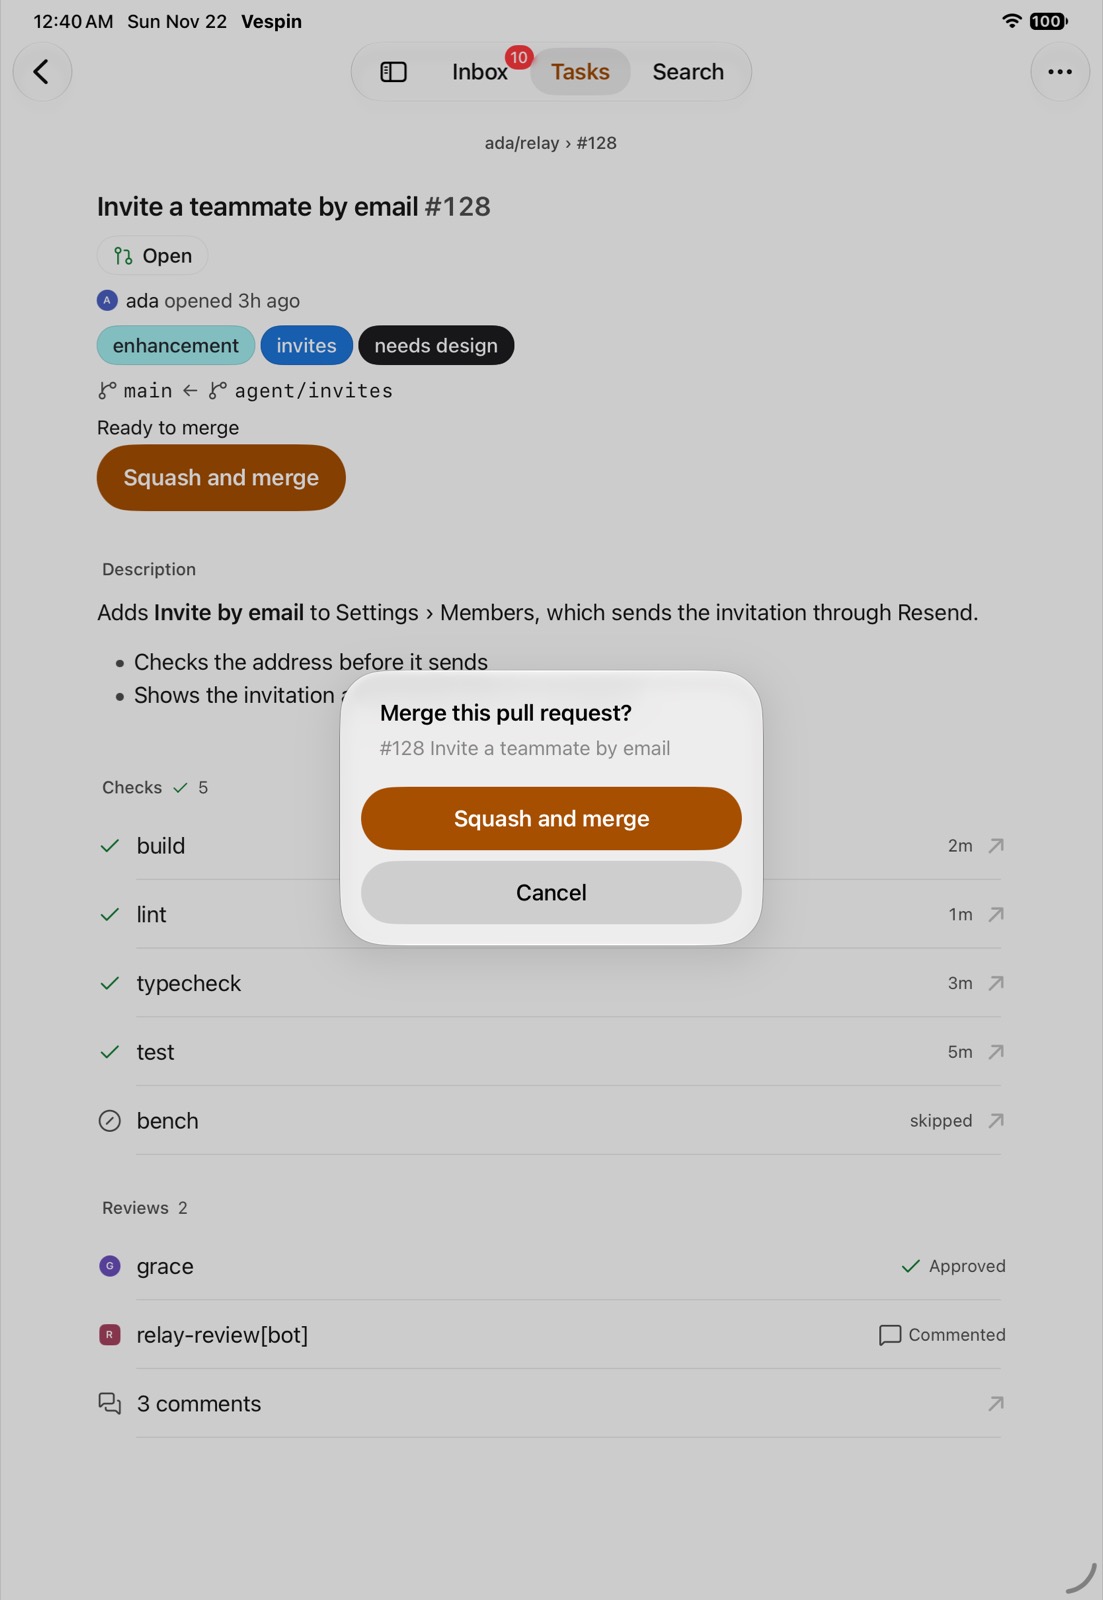 12:40 AM Sun Nov 22 Vespin
100
Inbox 10 Tasks Search
ada/relay › #128
Invite a teammate by email #128
Open
A ada opened 3h ago
enhancement invites needs design
main ← agent/invites
Ready to merge
Squash and merge
Description
Adds Invite by email to Settings › Members, which sends the invitation through Resend.
• Checks the address before it sends
• Shows the invitation
Merge this pull request?
#128 Invite a teammate by email
Squash and merge
Cancel
Checks 5
build 2m
lint 1m
typecheck 3m
test 5m
bench skipped
Reviews 2
G grace Approved
R relay-review[bot] Commented
3 comments